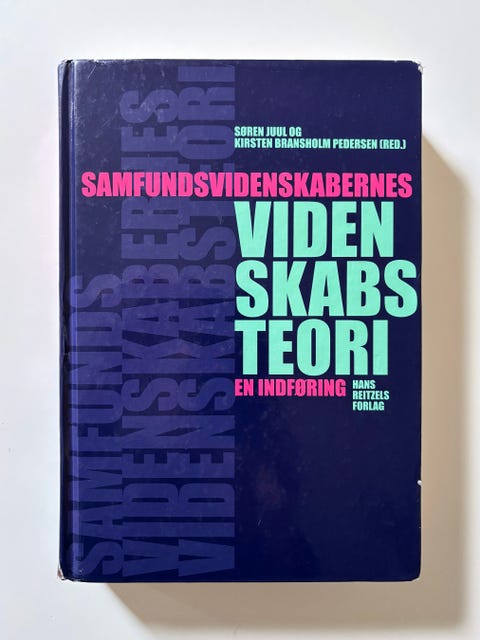 SØREN JUUL OG
KIRSTEN BRANSHOLM PEDERSEN (RED.)
SAMFUNDSVIDENSKABERNES
VIDEN
SKABS
TEORI
EN INDFØRING
HANS
REITZELS
FORLAG
SAMFUNDS
VIDENSKABERNES
VIDENSKABSTEORI